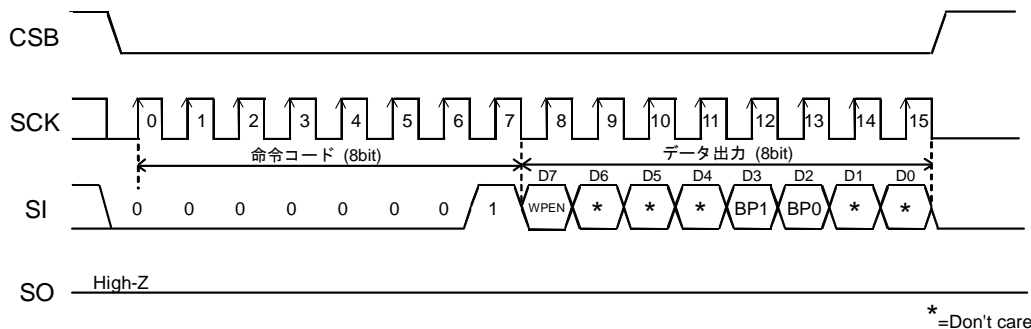 CSB
SCK
0 1 2 3 4 5 6 7 8 9 10 11 12 13 14 15
命令コード (8bit) データ出力 (8bit)
D7 D6 D5 D4 D3 D2 D1 D0
SI 0 0 0 0 0 0 0 1 WPEN * * * BP1 BP0 * *
High-Z
SO
*=Don't care